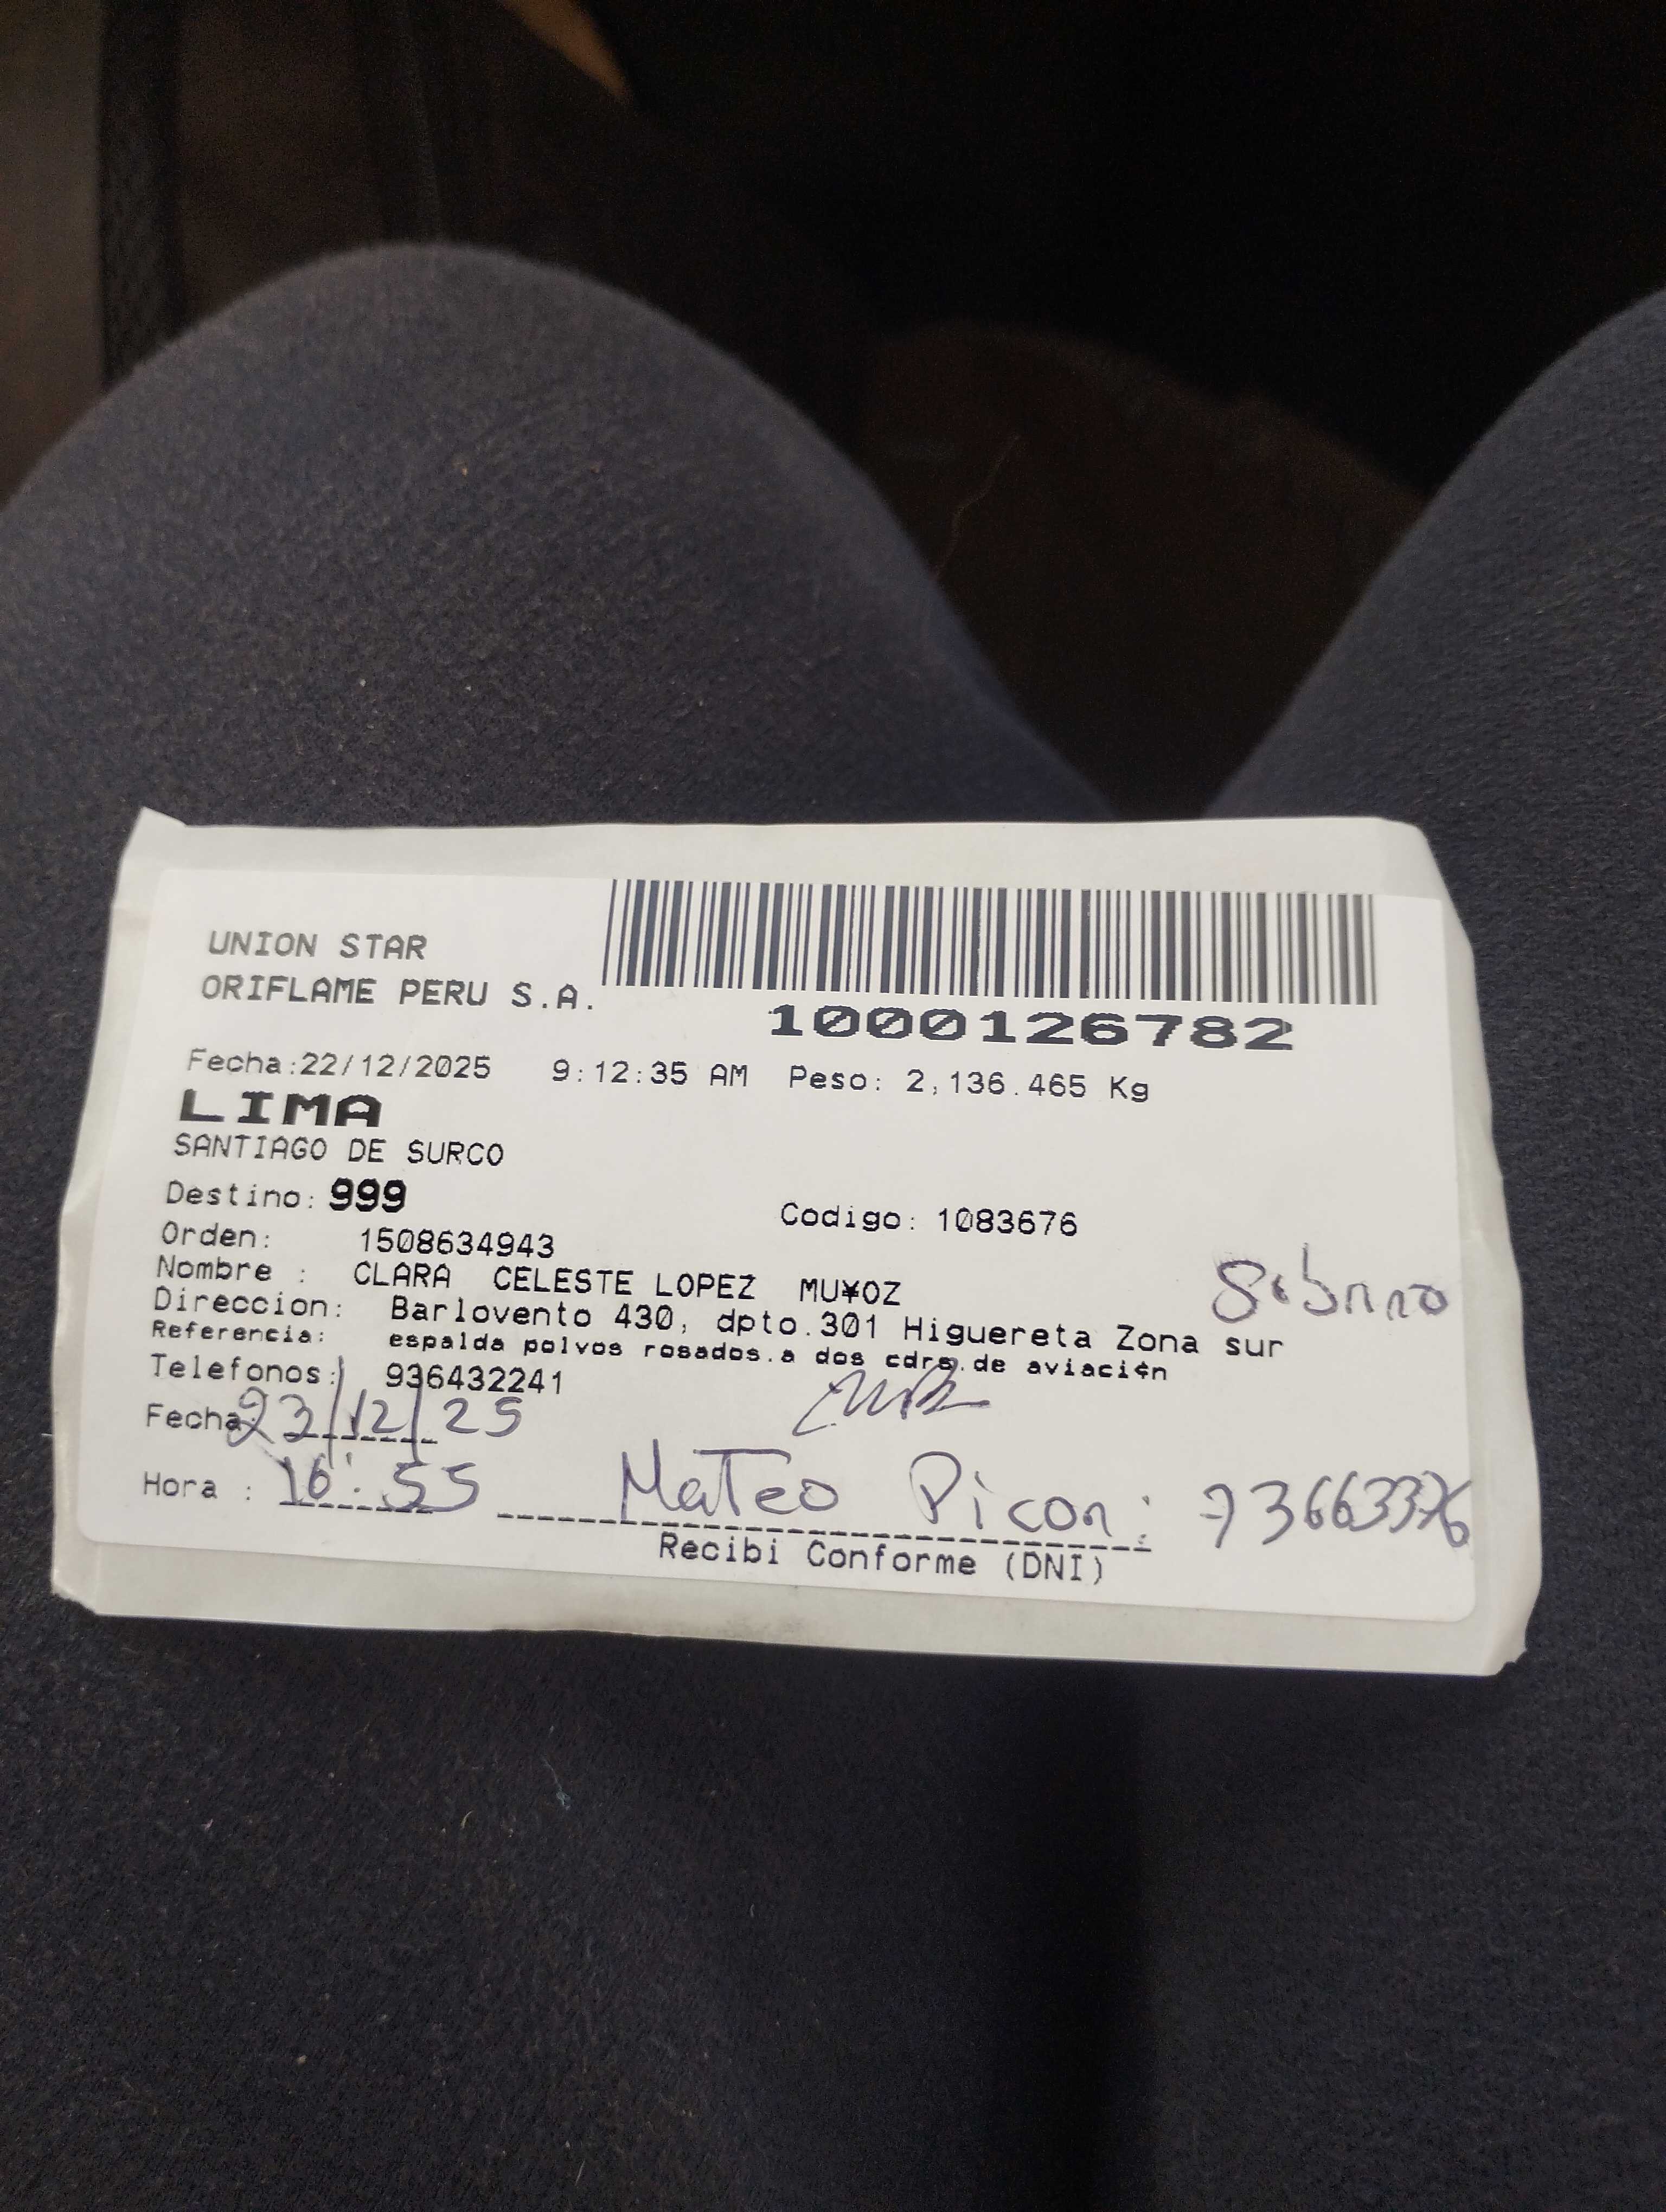 UNION STAR
ORIFLAME PERU S.A.
1000126782
Fecha:22/12/2025 9:12:35 AM Peso: 2,136.465 Kg
LIMA
SANTIAGO DE SURCO
Destino: 999
Codigo: 1083676
Orden: 1508634943
Nombre : CLARA CELESTE LOPEZ MU¥OZ
Sobrino
Direccion: Barlovento 430, dpto.301 Higuereta Zona sur
Referencia: espalda polvos rosados.a dos cdrs.de aviaci¢n
Telefonos: 936432241
Fecha: 23/12/25
Hora : 16:55
Mateo Picon: 73663376
Recibi Conforme (DNI)